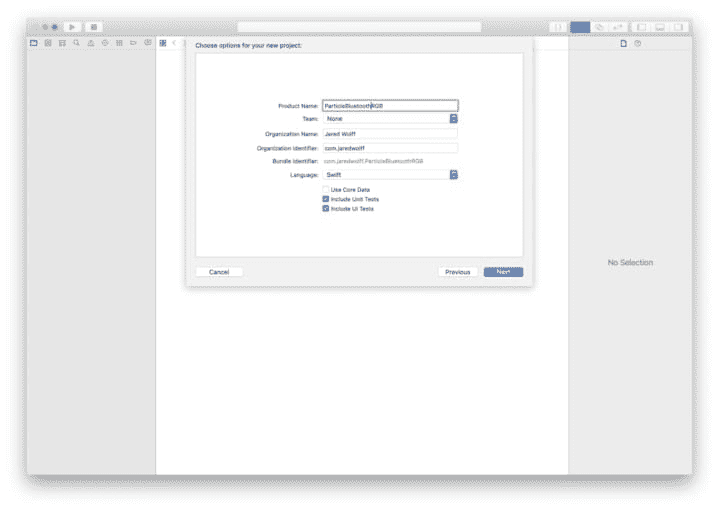 Choose options for your new project:
Product Name: ParticleBluetoothRGB
Team: None
Organization Name: Jared Wolff
Organization Identifier: com.jaredwolff
Bundle Identifier: com.jaredwolff.ParticleBluetoothRGB
Language: Swift
Use Core Data
Include Unit Tests
Include UI Tests
No Selection
Cancel Previous Next